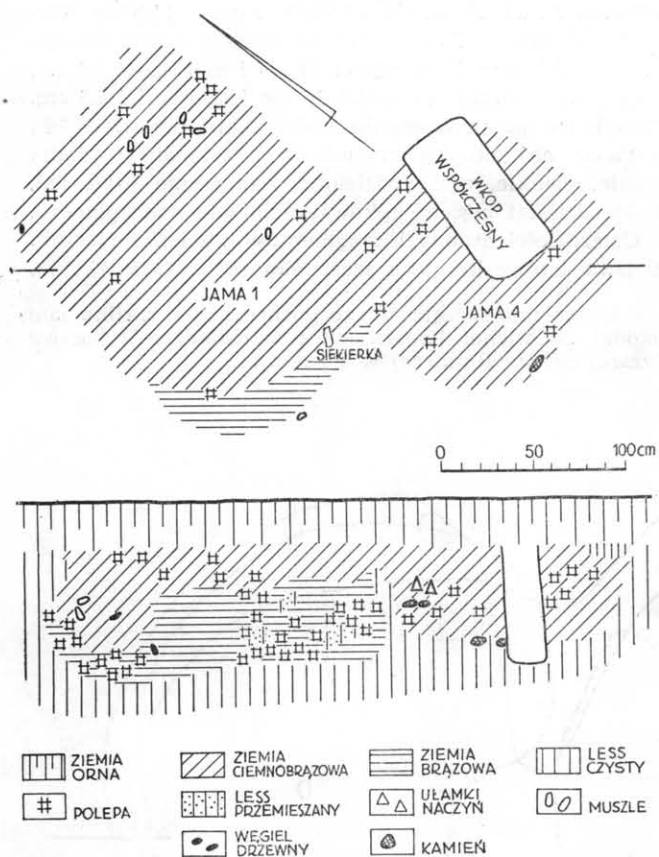 WKOP
WSPÓŁCZESNY
JAMA 1
JAMA 4
SIEKIERKA
0 50 100cm
ZIEMIA
ORNA
ZIEMIA
CIEMNOBRĄZOWA
ZIEMIA
BRĄZOWA
LESS
CZYSTY
POLEPA
LESS
PRZEMIESZANY
UŁAMKI
NACZYŃ
MUSZLE
WĘGIEL
DRZEWNY
KAMIEŃ